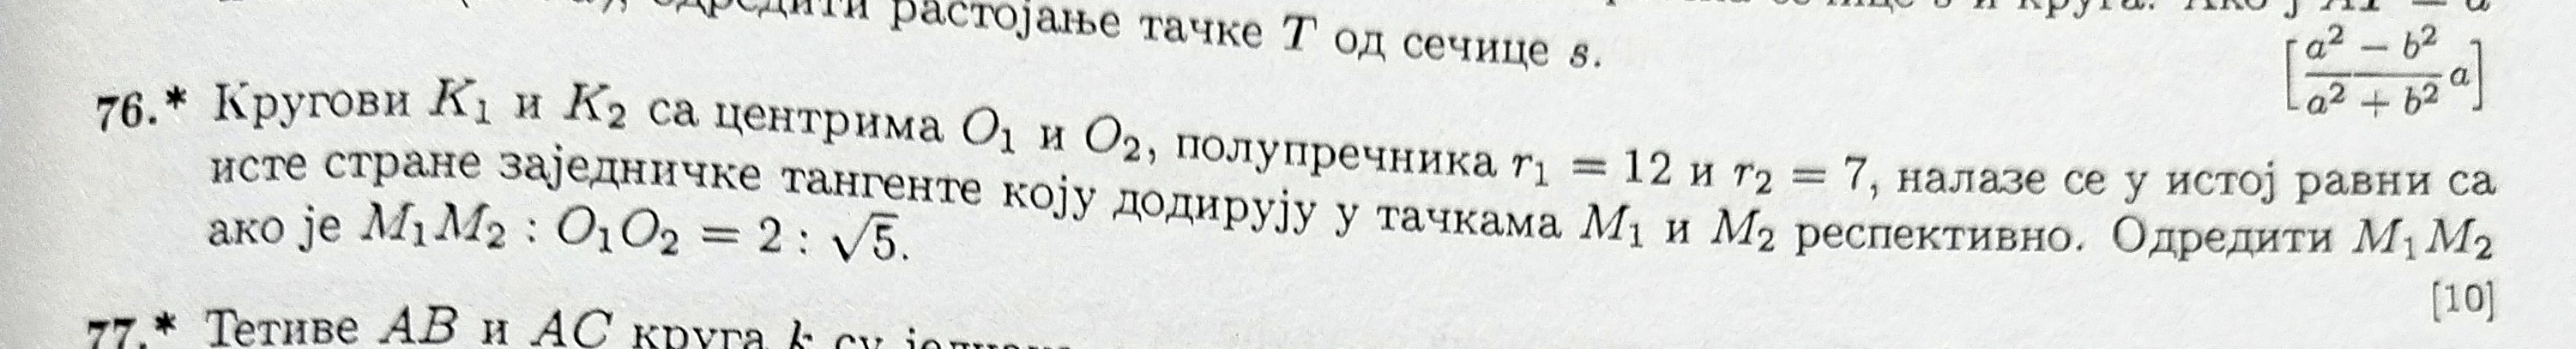 одредити растојање тачке T од сечице s.
[a² − b² / a² + b² a]
76.* Кругови K₁ и K₂ са центрима O₁ и O₂, полупречника r₁ = 12 и r₂ = 7, налазе се у истој равни са
исте стране заједничке тангенте коју додирују у тачкама M₁ и M₂ респективно. Одредити M₁M₂
ако је M₁M₂ : O₁O₂ = 2 : √5.
[10]
77.* Тетиве AB и AC круга k су